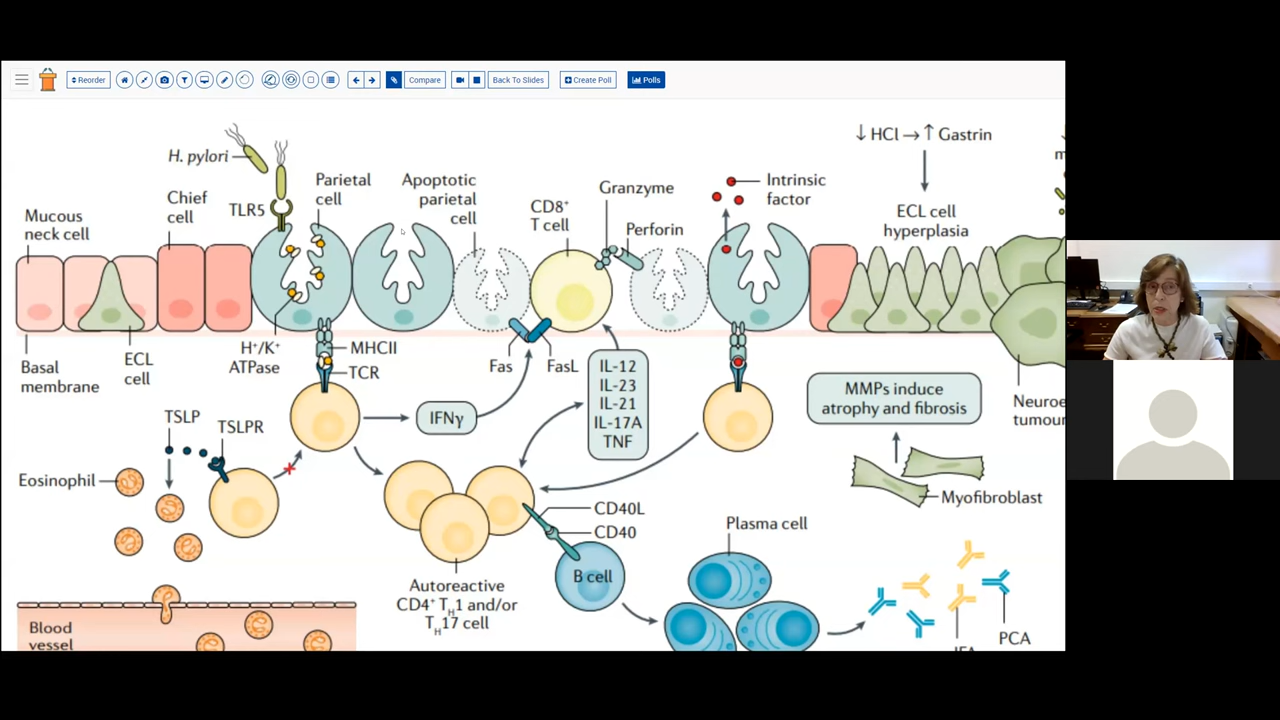 Reorder
Compare
Back To Slides
Create Poll
Polls
↓ HCl → ↑ Gastrin
H. pylori
Parietal
cell
Apoptotic
parietal
cell
Granzyme
Intrinsic
factor
Chief
cell
TLR5
CD8⁺
T cell
Perforin
ECL cell
hyperplasia
Mucous
neck cell
Basal
membrane
ECL
cell
H⁺/K⁺
ATPase
MHCII
TCR
Fas
FasL
IL-12
IL-23
IL-21
IL-17A
TNF
MMPs induce
atrophy and fibrosis
TSLP
TSLPR
IFNγ
Eosinophil
CD40L
CD40
Myofibroblast
Plasma cell
B cell
Autoreactive
CD4⁺ TH1 and/or
TH17 cell
Blood
vessel
PCA